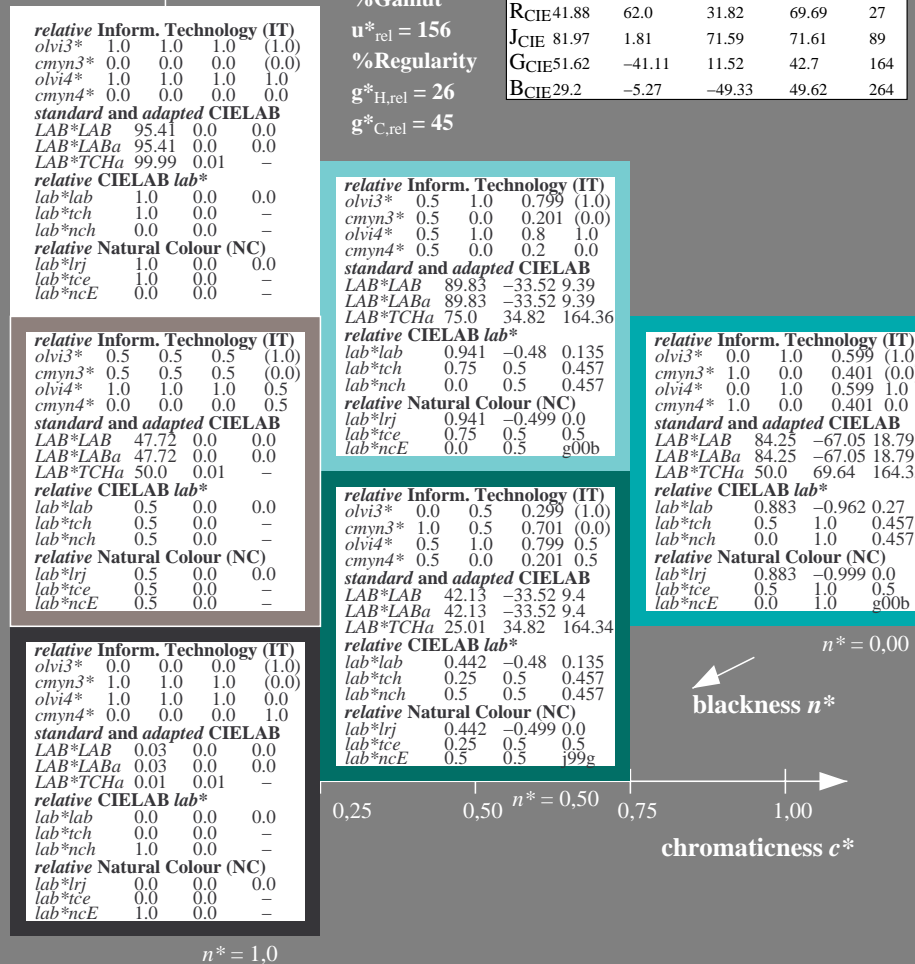 %Gamut
u*rel = 156
%Regularity
g*H,rel = 26
g*C,rel = 45
RCIE 41.88 62.0 31.82 69.69 27
JCIE 81.97 1.81 71.59 71.61 89
GCIE 51.62 −41.11 11.52 42.7 164
BCIE 29.2 −5.27 −49.33 49.62 264
relative Inform. Technology (IT)
olvi3* 1.0 1.0 1.0 (1.0)
cmyn3* 0.0 0.0 0.0 (0.0)
olvi4* 1.0 1.0 1.0 1.0
cmyn4* 0.0 0.0 0.0 0.0
standard and adapted CIELAB
LAB*LAB 95.41 0.0 0.0
LAB*LABa 95.41 0.0 0.0
LAB*TCHa 99.99 0.01 –
relative CIELAB lab*
lab*lab 1.0 0.0 0.0
lab*tch 1.0 0.0 –
lab*nch 0.0 0.0 –
relative Natural Colour (NC)
lab*lrj 1.0 0.0 0.0
lab*tce 1.0 0.0 –
lab*ncE 0.0 0.0 –
relative Inform. Technology (IT)
olvi3* 0.5 1.0 0.799 (1.0)
cmyn3* 0.5 0.0 0.201 (0.0)
olvi4* 0.5 1.0 0.8 1.0
cmyn4* 0.5 0.0 0.2 0.0
standard and adapted CIELAB
LAB*LAB 89.83 −33.52 9.39
LAB*LABa 89.83 −33.52 9.39
LAB*TCHa 75.0 34.82 164.36
relative CIELAB lab*
lab*lab 0.941 −0.48 0.135
lab*tch 0.75 0.5 0.457
lab*nch 0.0 0.5 0.457
relative Natural Colour (NC)
lab*lrj 0.941 −0.499 0.0
lab*tce 0.75 0.5 0.5
lab*ncE 0.0 0.5 g00b
relative Inform. Technology (IT)
olvi3* 0.5 0.5 0.5 (1.0)
cmyn3* 0.5 0.5 0.5 (0.0)
olvi4* 1.0 1.0 1.0 0.5
cmyn4* 0.0 0.0 0.0 0.5
standard and adapted CIELAB
LAB*LAB 47.72 0.0 0.0
LAB*LABa 47.72 0.0 0.0
LAB*TCHa 50.0 0.01 –
relative CIELAB lab*
lab*lab 0.5 0.0 0.0
lab*tch 0.5 0.0 –
lab*nch 0.5 0.0 –
relative Natural Colour (NC)
lab*lrj 0.5 0.0 0.0
lab*tce 0.5 0.0 –
lab*ncE 0.5 0.0 –
relative Inform. Technology (IT)
olvi3* 0.0 1.0 0.599 (1.0
cmyn3* 1.0 0.0 0.401 (0.0
olvi4* 0.0 1.0 0.599 1.0
cmyn4* 1.0 0.0 0.401 0.0
standard and adapted CIELAB
LAB*LAB 84.25 −67.05 18.79
LAB*LABa 84.25 −67.05 18.79
LAB*TCHa 50.0 69.64 164.3
relative CIELAB lab*
lab*lab 0.883 −0.962 0.27
lab*tch 0.5 1.0 0.457
lab*nch 0.0 1.0 0.457
relative Natural Colour (NC)
lab*lrj 0.883 −0.999 0.0
lab*tce 0.5 1.0 0.5
lab*ncE 0.0 1.0 g00b
relative Inform. Technology (IT)
olvi3* 0.0 0.5 0.299 (1.0)
cmyn3* 1.0 0.5 0.701 (0.0)
olvi4* 0.5 1.0 0.799 0.5
cmyn4* 0.5 0.0 0.201 0.5
standard and adapted CIELAB
LAB*LAB 42.13 −33.52 9.4
LAB*LABa 42.13 −33.52 9.4
LAB*TCHa 25.01 34.82 164.34
relative CIELAB lab*
lab*lab 0.442 −0.48 0.135
lab*tch 0.25 0.5 0.457
lab*nch 0.5 0.5 0.457
relative Natural Colour (NC)
lab*lrj 0.442 −0.499 0.0
lab*tce 0.25 0.5 0.5
lab*ncE 0.5 0.5 j99g
relative Inform. Technology (IT)
olvi3* 0.0 0.0 0.0 (1.0)
cmyn3* 1.0 1.0 1.0 (0.0)
olvi4* 1.0 1.0 1.0 0.0
cmyn4* 0.0 0.0 0.0 1.0
standard and adapted CIELAB
LAB*LAB 0.03 0.0 0.0
LAB*LABa 0.03 0.0 0.0
LAB*TCHa 0.01 0.01 –
relative CIELAB lab*
lab*lab 0.0 0.0 0.0
lab*tch 0.0 0.0 –
lab*nch 1.0 0.0 –
relative Natural Colour (NC)
lab*lrj 0.0 0.0 0.0
lab*tce 0.0 0.0 –
lab*ncE 1.0 0.0 –
n* = 0,00
blackness n*
0,25 0,50 n* = 0,50 0,75 1,00
chromaticness c*
n* = 1,0